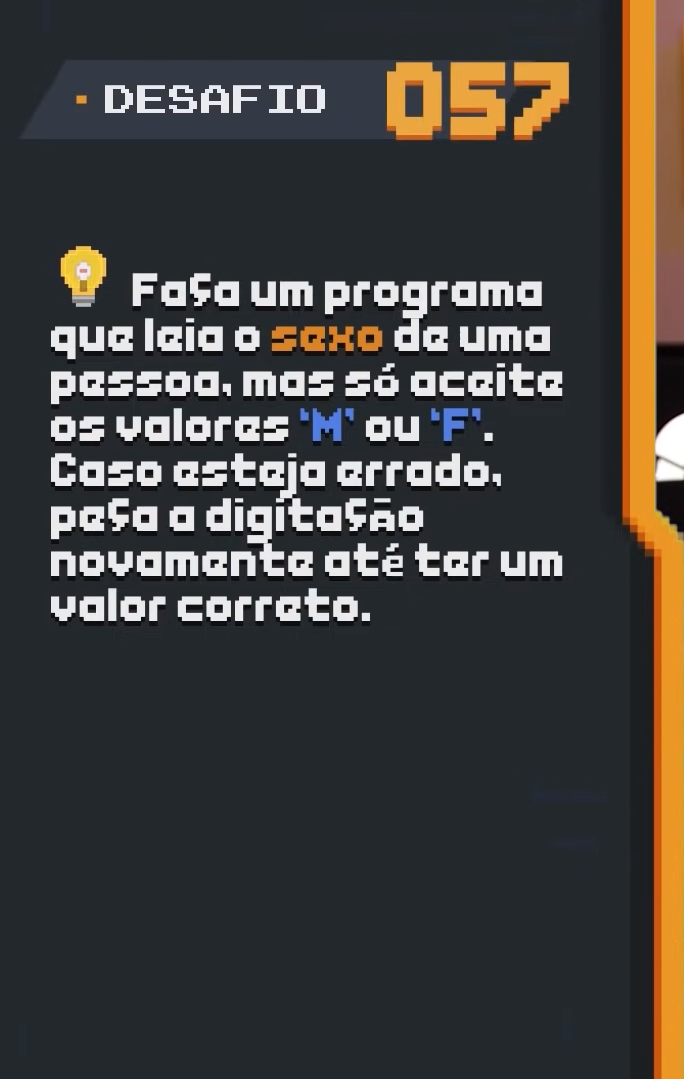 DESAFIO 057
Faça um programa
que leia o sexo de uma
pessoa, mas só aceite
os valores 'M' ou 'F'.
Caso esteja errado,
peça a digitação
novamente até ter um
valor correto.